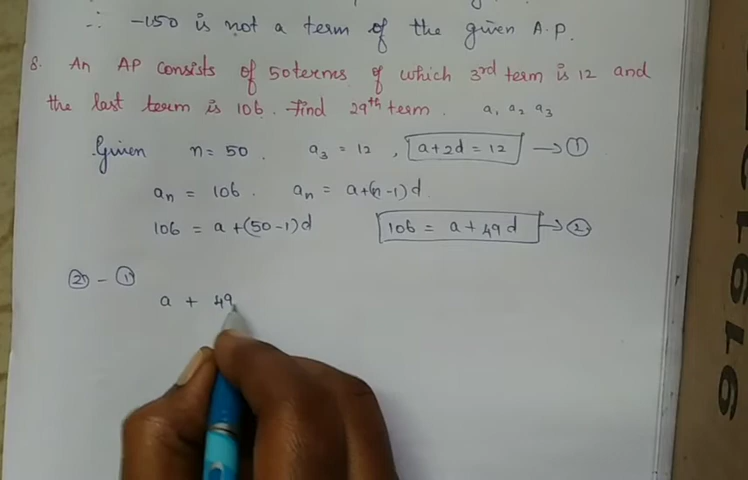 ∴ -150 is not a term of the given A.P.
8. An AP consists of 50 terms of which 3rd term is 12 and
the last term is 106. Find 29th term. a, a2 a3
Given n = 50. a3 = 12, a+2d = 12 → ①
an = 106. an = a+(n-1)d.
106 = a+(50-1)d 106 = a+49d → ②
② - ①
a + 49
9191